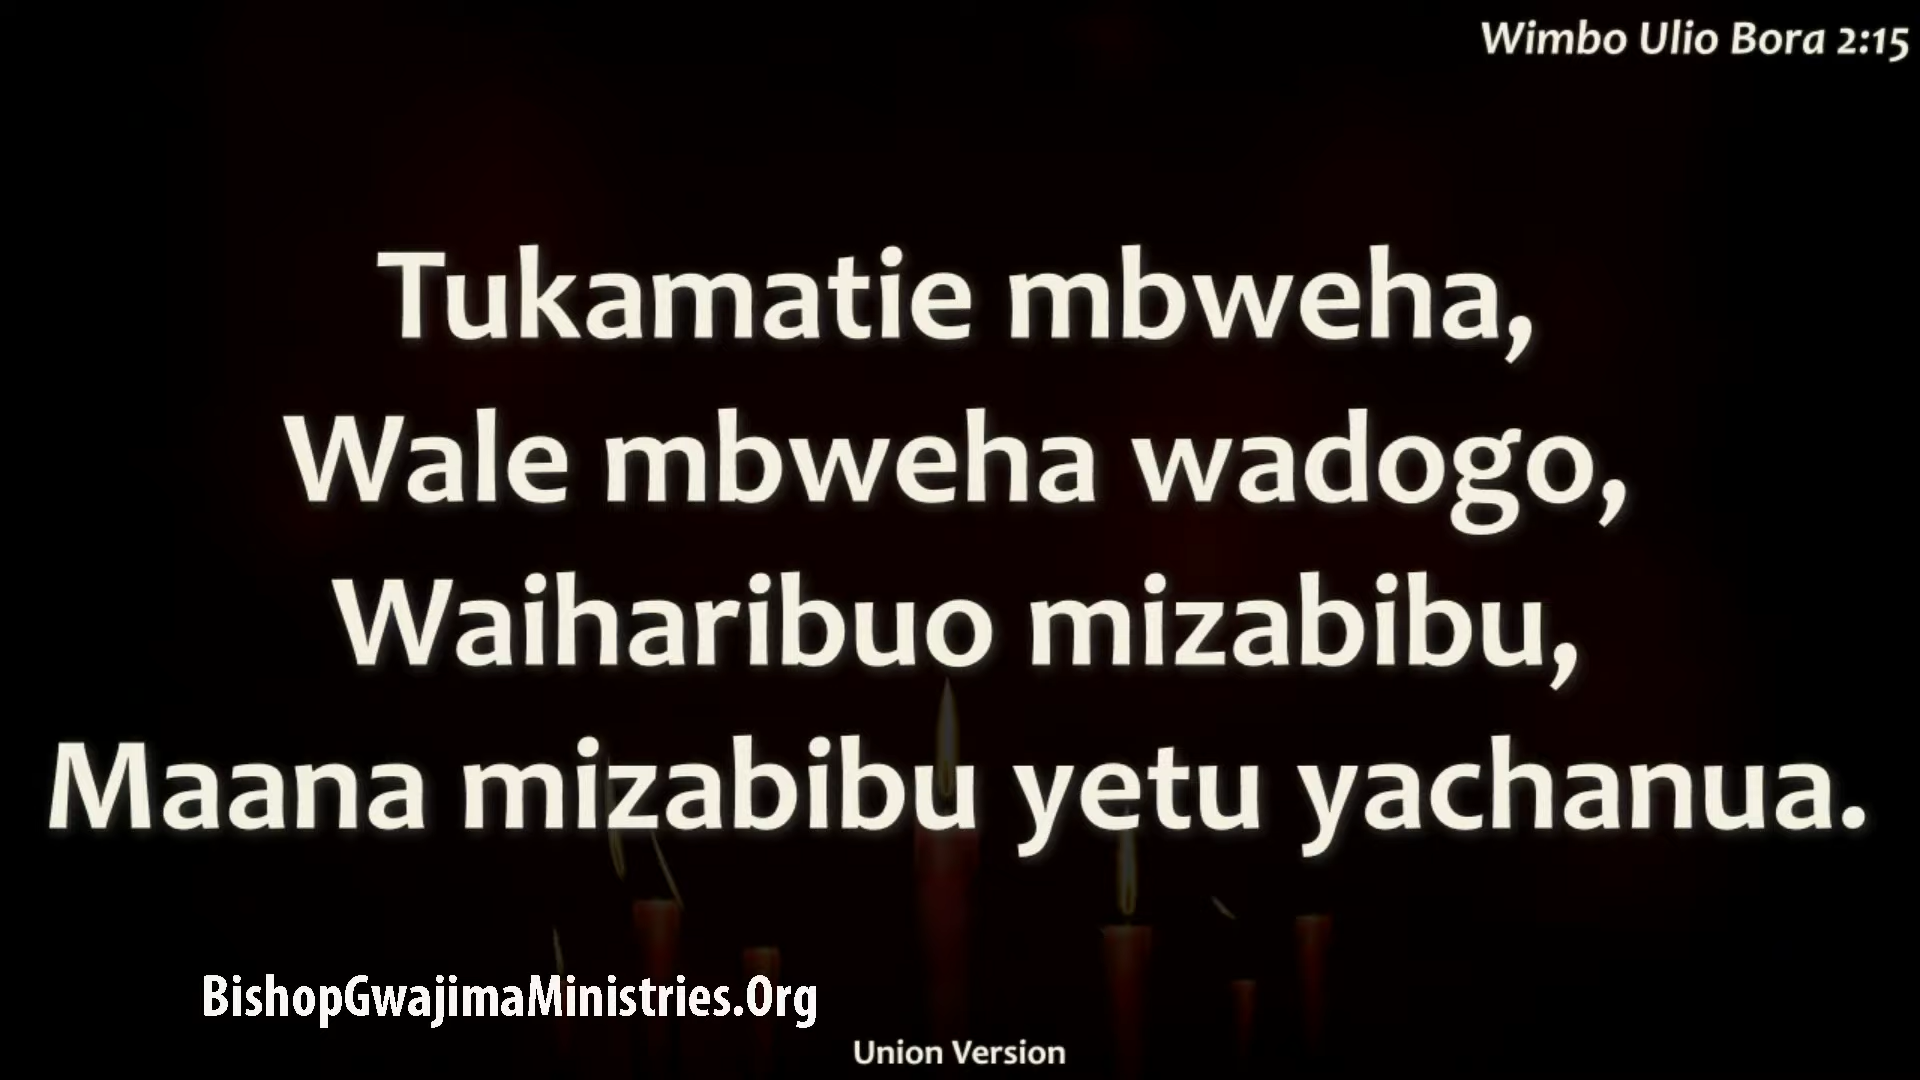 Wimbo Ulio Bora 2:15
Tukamatie mbweha,
Wale mbweha wadogo,
Waiharibuo mizabibu,
Maana mizabibu yetu yachanua.
BishopGwajimaMinistries.Org
Union Version